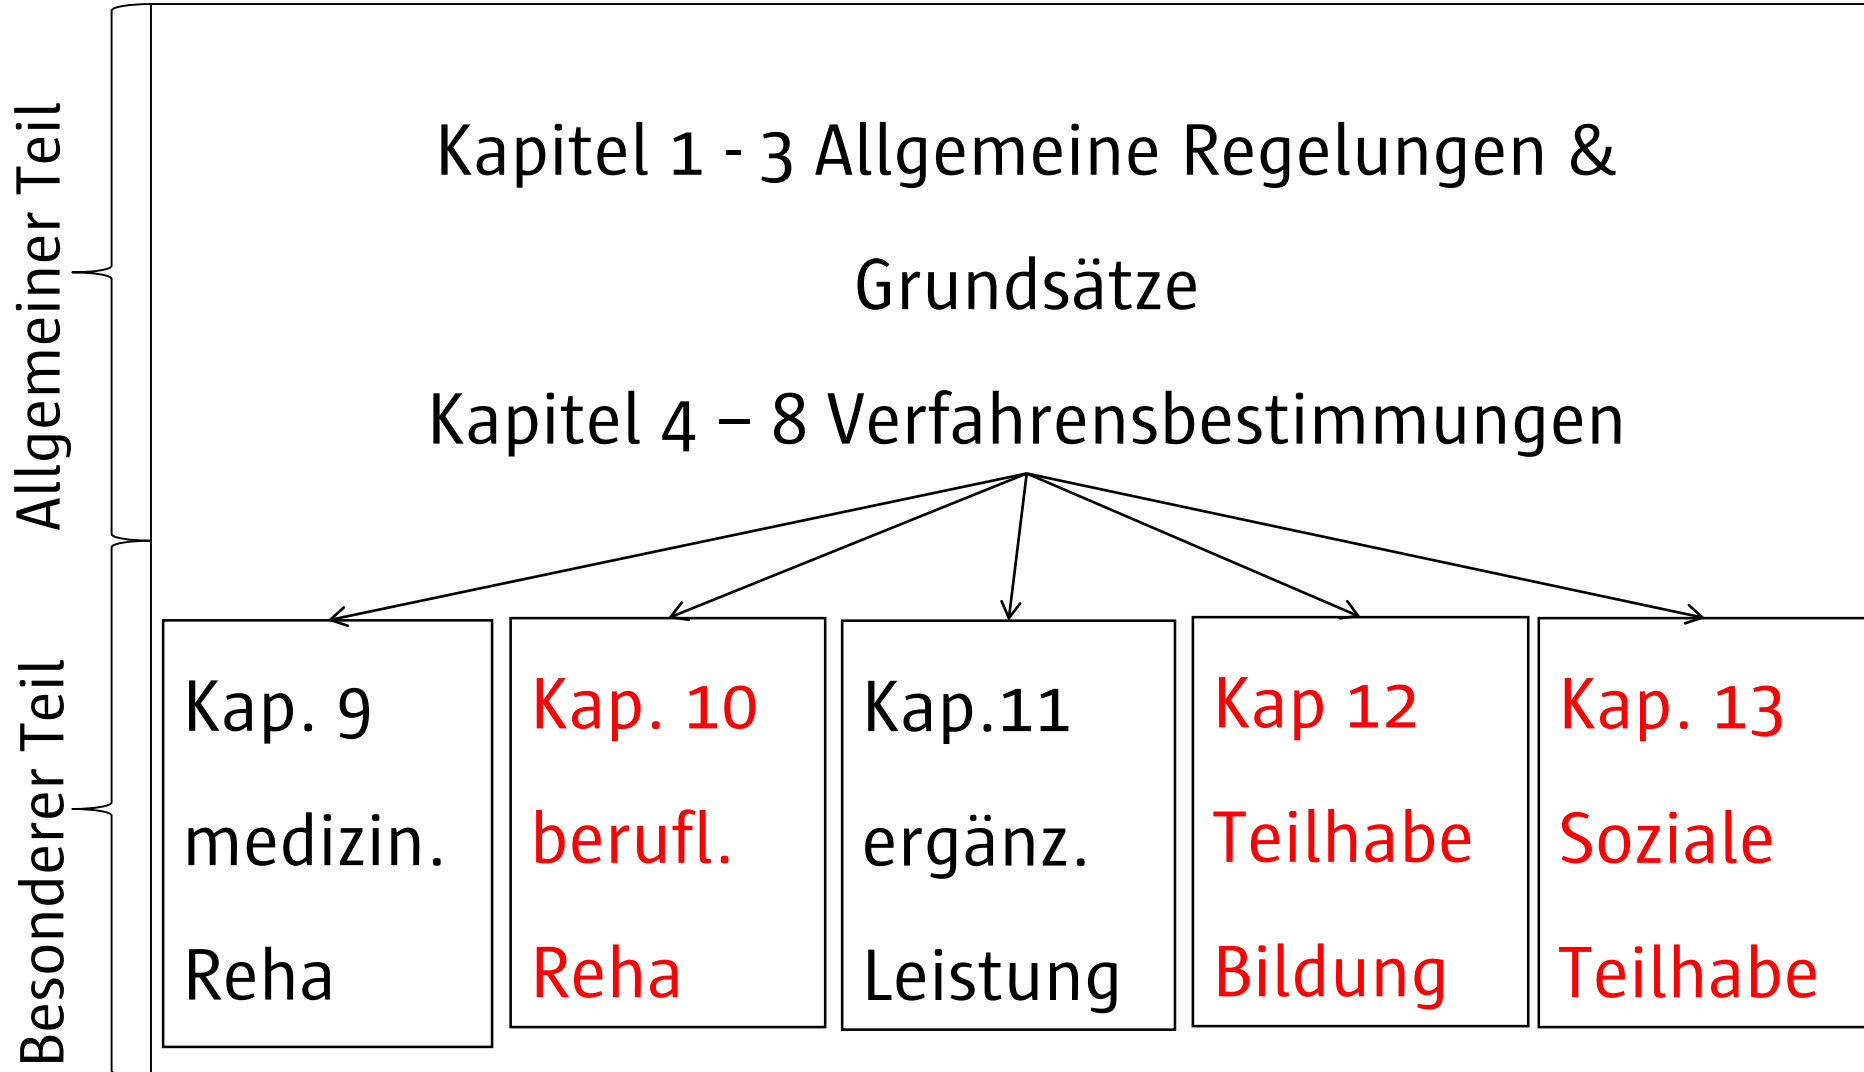 Allgemeiner Teil
Kapitel 1 - 3 Allgemeine Regelungen &
Grundsätze
Kapitel 4 – 8 Verfahrensbestimmungen
Besonderer Teil
Kap. 9
medizin.
Reha
Kap. 10
berufl.
Reha
Kap.11
ergänz.
Leistung
Kap 12
Teilhabe
Bildung
Kap. 13
Soziale
Teilhabe